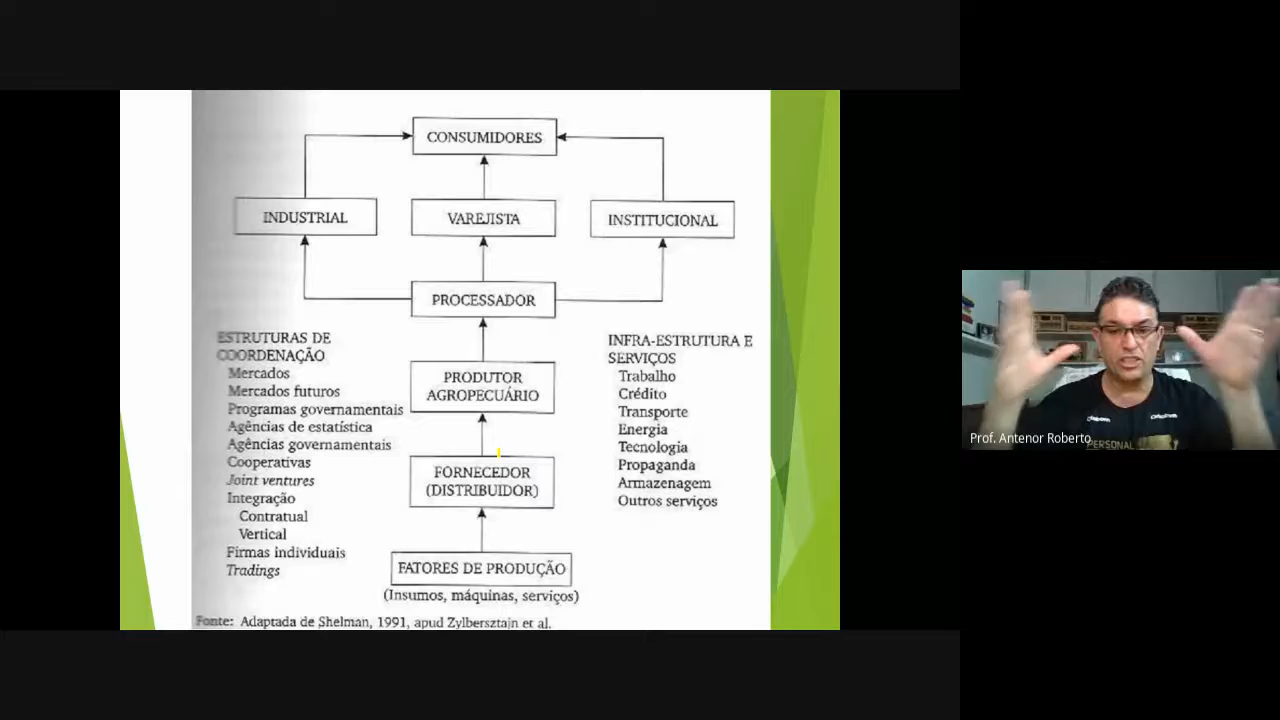 CONSUMIDORES
INDUSTRIAL
VAREJISTA
INSTITUCIONAL
PROCESSADOR
ESTRUTURAS DE
COORDENAÇÃO
Mercados
Mercados futuros
Programas governamentais
Agências de estatística
Agências governamentais
Cooperativas
Joint ventures
Integração
Contratual
Vertical
Firmas individuais
Tradings
PRODUTOR
AGROPECUÁRIO
FORNECEDOR
(DISTRIBUIDOR)
FATORES DE PRODUÇÃO
(Insumos, máquinas, serviços)
INFRA-ESTRUTURA E
SERVIÇOS
Trabalho
Crédito
Transporte
Energia
Tecnologia
Propaganda
Armazenagem
Outros serviços
Fonte: Adaptada de Shelman, 1991, apud Zylbersztajn et al.
Prof. Antenor Roberto
PERSONAL